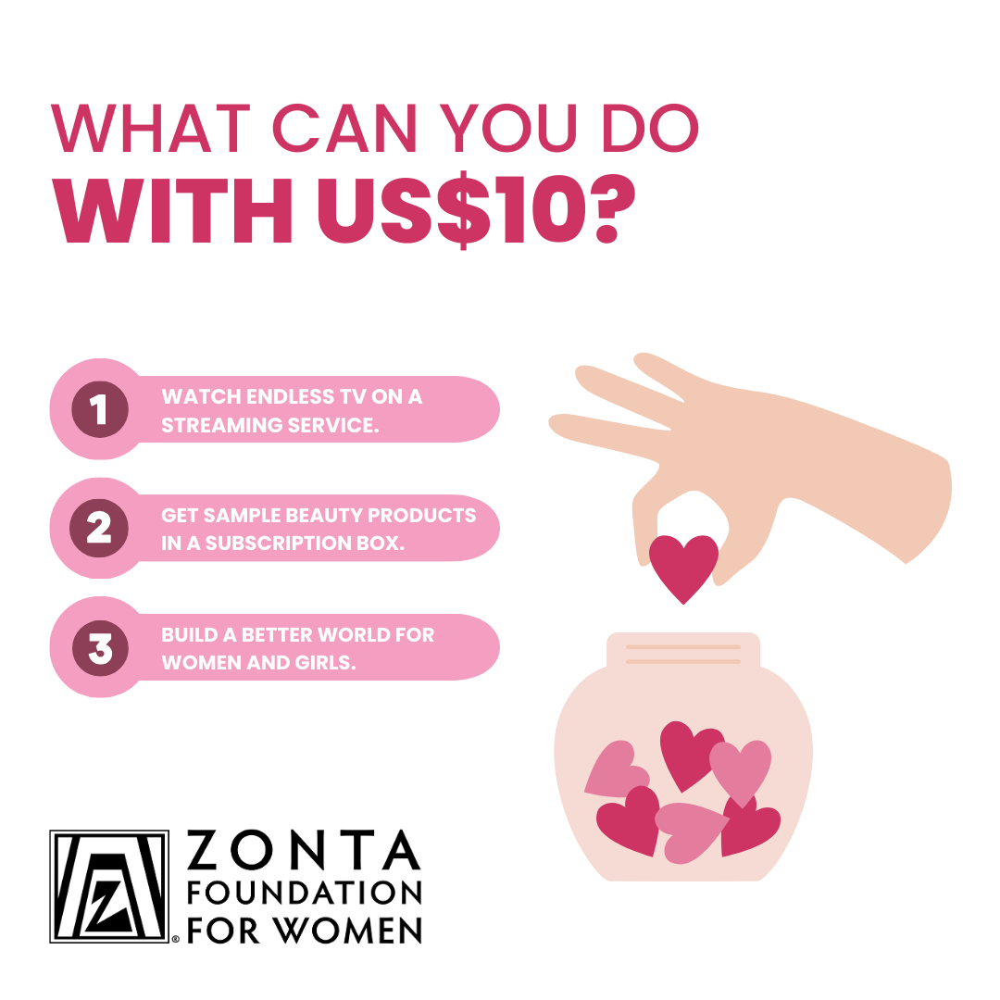 WHAT CAN YOU DO
WITH US$10?
1
WATCH ENDLESS TV ON A
STREAMING SERVICE.
2
GET SAMPLE BEAUTY PRODUCTS
IN A SUBSCRIPTION BOX.
3
BUILD A BETTER WORLD FOR
WOMEN AND GIRLS.
ZONTA
FOUNDATION
® FOR WOMEN